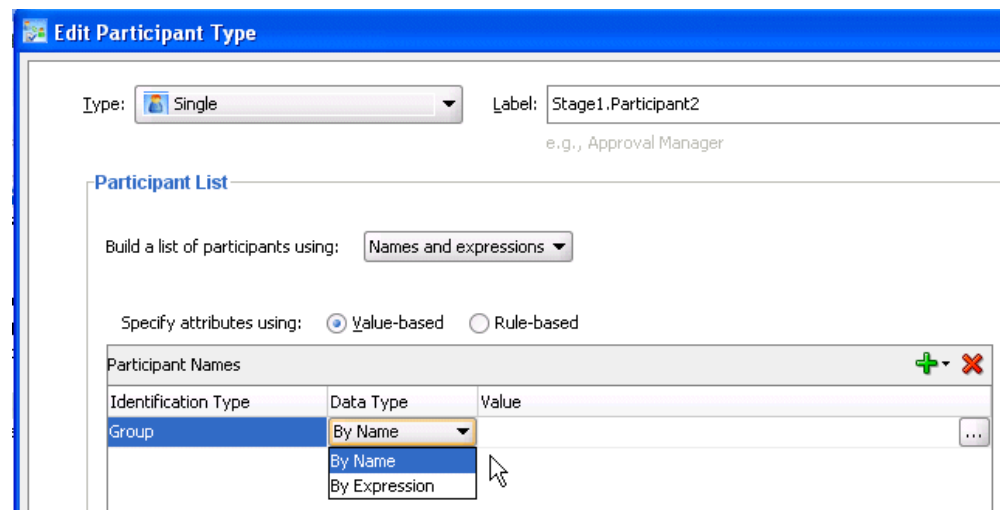 Edit Participant Type
Type: Single Label: Stage1.Participant2
e.g., Approval Manager
Participant List
Build a list of participants using: Names and expressions
Specify attributes using: Value-based Rule-based
Participant Names
Identification Type Data Type Value
Group By Name ...
By Name
By Expression